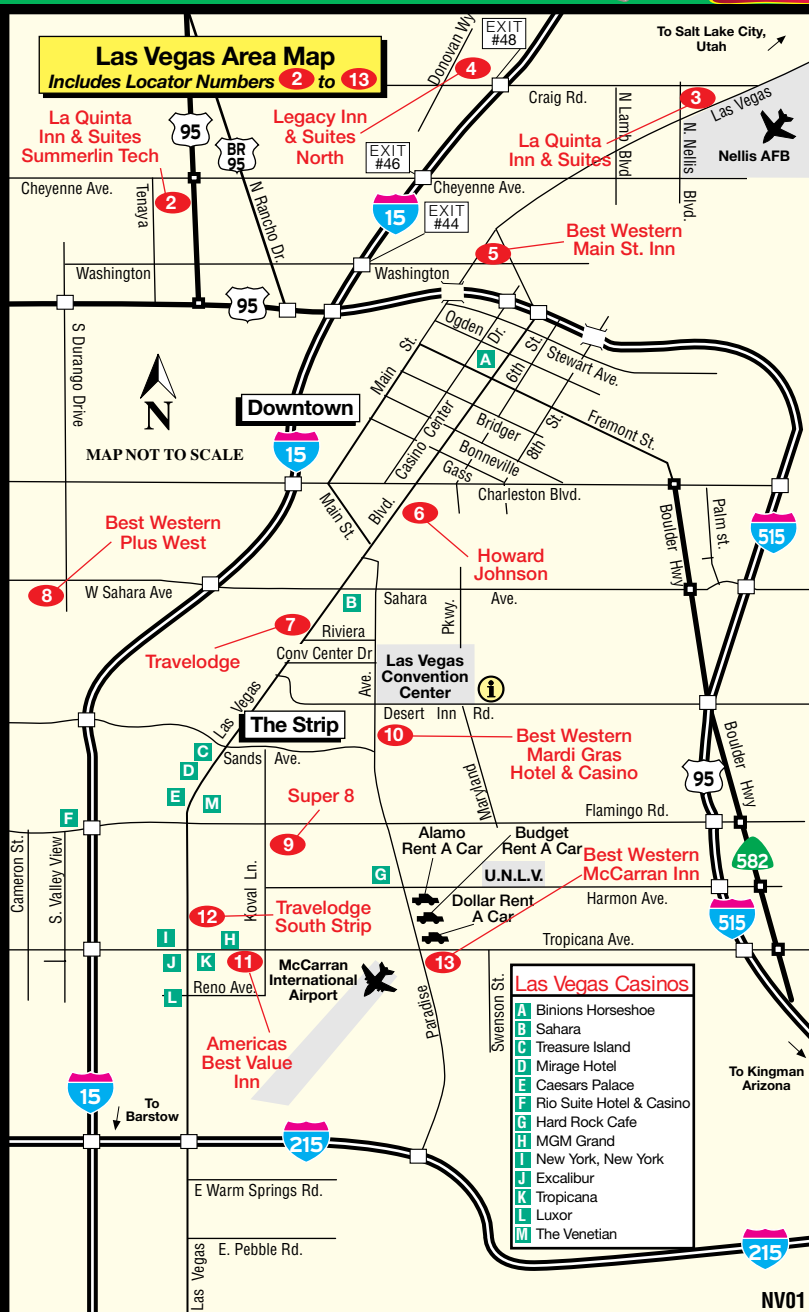 Las Vegas Area Map
Includes Locator Numbers 2 to 13
To Salt Lake City,
Utah
EXIT
#48
Donovan Wy
4
Craig Rd.
3
Las Vegas
N Lamb Blvd
N. Nellis
Blvd.
Nellis AFB
La Quinta
Inn & Suites
Summerlin Tech
95
BR
95
Legacy Inn
& Suites
North
La Quinta
Inn & Suites
EXIT
#46
Cheyenne Ave.
Cheyenne Ave.
Tenaya
2
N Rancho Dr.
15
EXIT
#44
5
Best Western
Main St. Inn
Washington
Washington
95
S Durango Drive
N
MAP NOT TO SCALE
Downtown
15
Ogden
Dr.
St.
Stewart Ave.
A
6th
Main
St.
Casino Center
Bridger
8th
St.
Fremont St.
Bonneville
Gass
Charleston Blvd.
Main St.
Blvd.
6
Howard
Johnson
Boulder Hwy
Palm st.
515
Best Western
Plus West
8
W Sahara Ave
B
Sahara
Ave.
Pkwy.
7
Riviera
Conv Center Dr
Travelodge
Ave.
Las Vegas
Convention
Center
i
Las Vegas
The Strip
Desert Inn Rd.
10
Best Western
Mardi Gras
Hotel & Casino
Maryland
Boulder
Hwy
95
C
Sands Ave.
D
E
M
Super 8
F
Flamingo Rd.
9
Alamo
Rent A Car
Budget
Rent A Car
Best Western
McCarran Inn
582
Cameron St.
S. Valley View
Koval Ln.
G
U.N.L.V.
Harmon Ave.
Dollar Rent
A Car
515
12
Travelodge
South Strip
I
H
Tropicana Ave.
J
K
11
13
McCarran
International
Airport
L
Reno Ave.
Paradise
Swenson St.
Americas
Best Value
Inn
Las Vegas Casinos
A Binions Horseshoe
B Sahara
C Treasure Island
D Mirage Hotel
E Caesars Palace
F Rio Suite Hotel & Casino
G Hard Rock Cafe
H MGM Grand
I New York, New York
J Excalibur
K Tropicana
L Luxor
M The Venetian
To Kingman
Arizona
15
To
Barstow
215
E Warm Springs Rd.
E. Pebble Rd.
Las Vegas
215
NV01